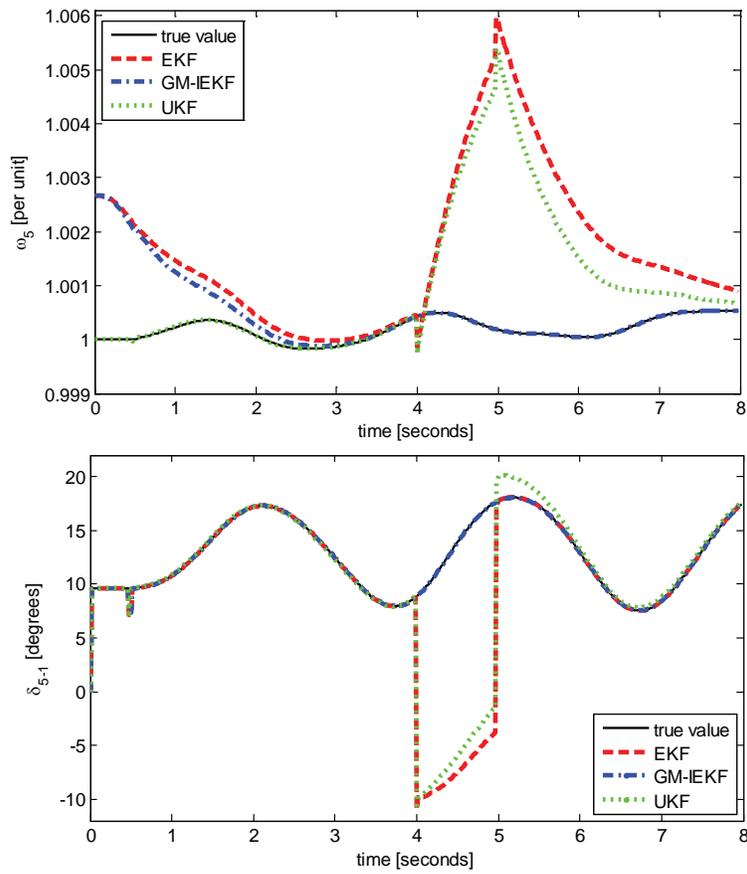 1.006
1.005
1.004
1.003
1.002
1.001
1
0.999
ω5 [per unit]
true value
EKF
GM-IEKF
UKF
0 1 2 3 4 5 6 7 8
time [seconds]
20
15
10
5
0
-5
-10
δ5-1 [degrees]
true value
EKF
GM-IEKF
UKF
0 1 2 3 4 5 6 7 8
time [seconds]